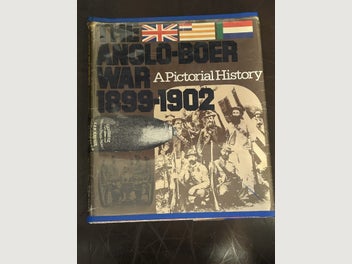 THE
ANGLO-BOER
WAR A Pictorial History
1899-1902